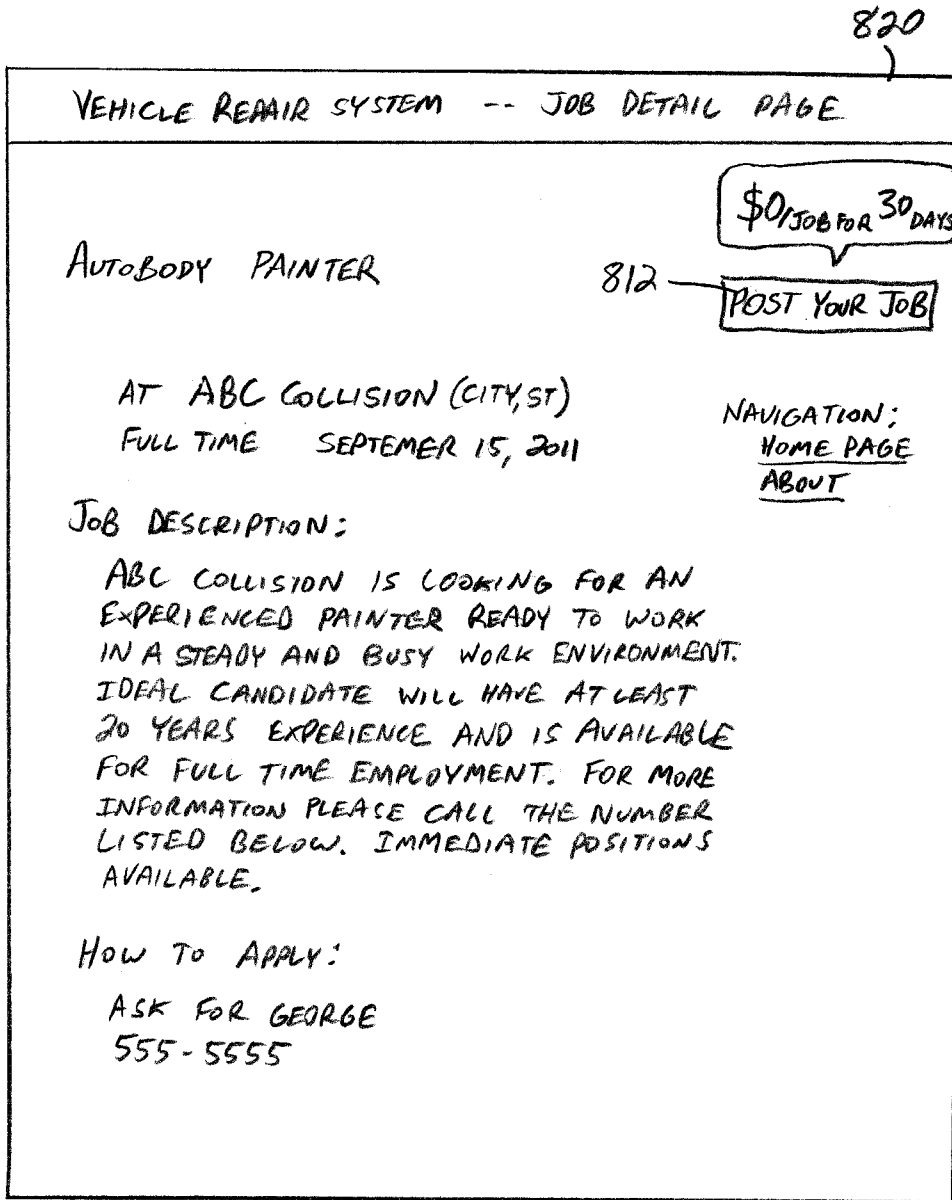 820
VEHICLE REPAIR SYSTEM -- JOB DETAIL PAGE
$0/JOB FOR 30 DAYS
AUTOBODY PAINTER
812
POST YOUR JOB
AT ABC COLLISION (CITY, ST)
FULL TIME SEPTEMER 15, 2011
NAVIGATION:
HOME PAGE
ABOUT
JOB DESCRIPTION:
ABC COLLISION IS LOOKING FOR AN
EXPERIENCED PAINTER READY TO WORK
IN A STEADY AND BUSY WORK ENVIRONMENT.
IDEAL CANDIDATE WILL HAVE AT LEAST
20 YEARS EXPERIENCE AND IS AVAILABLE
FOR FULL TIME EMPLOYMENT. FOR MORE
INFORMATION PLEASE CALL THE NUMBER
LISTED BELOW. IMMEDIATE POSITIONS
AVAILABLE.
HOW TO APPLY:
ASK FOR GEORGE
555-5555